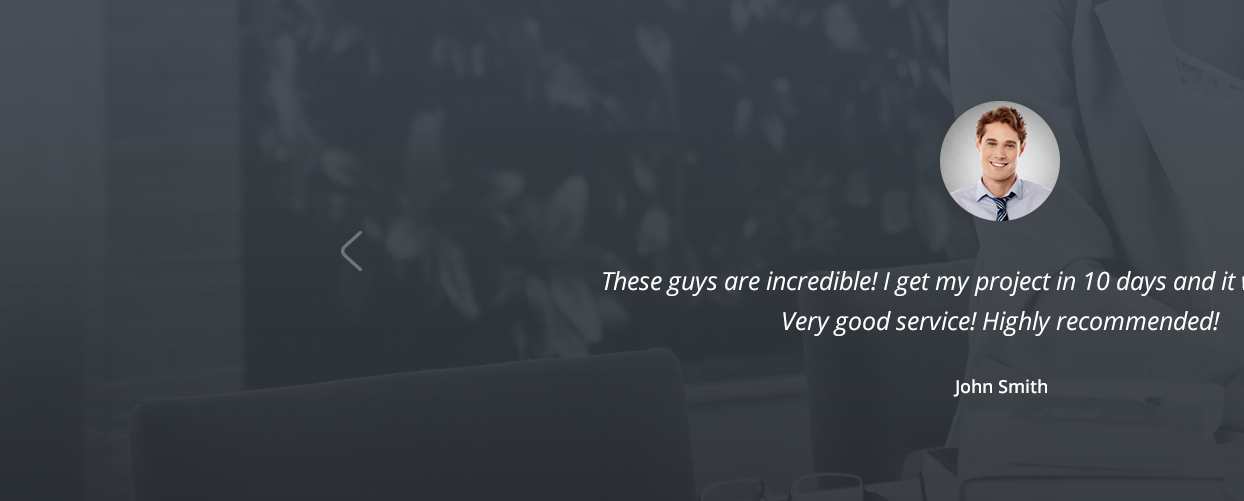 These guys are incredible! I get my project in 10 days and it
Very good service! Highly recommended!
John Smith